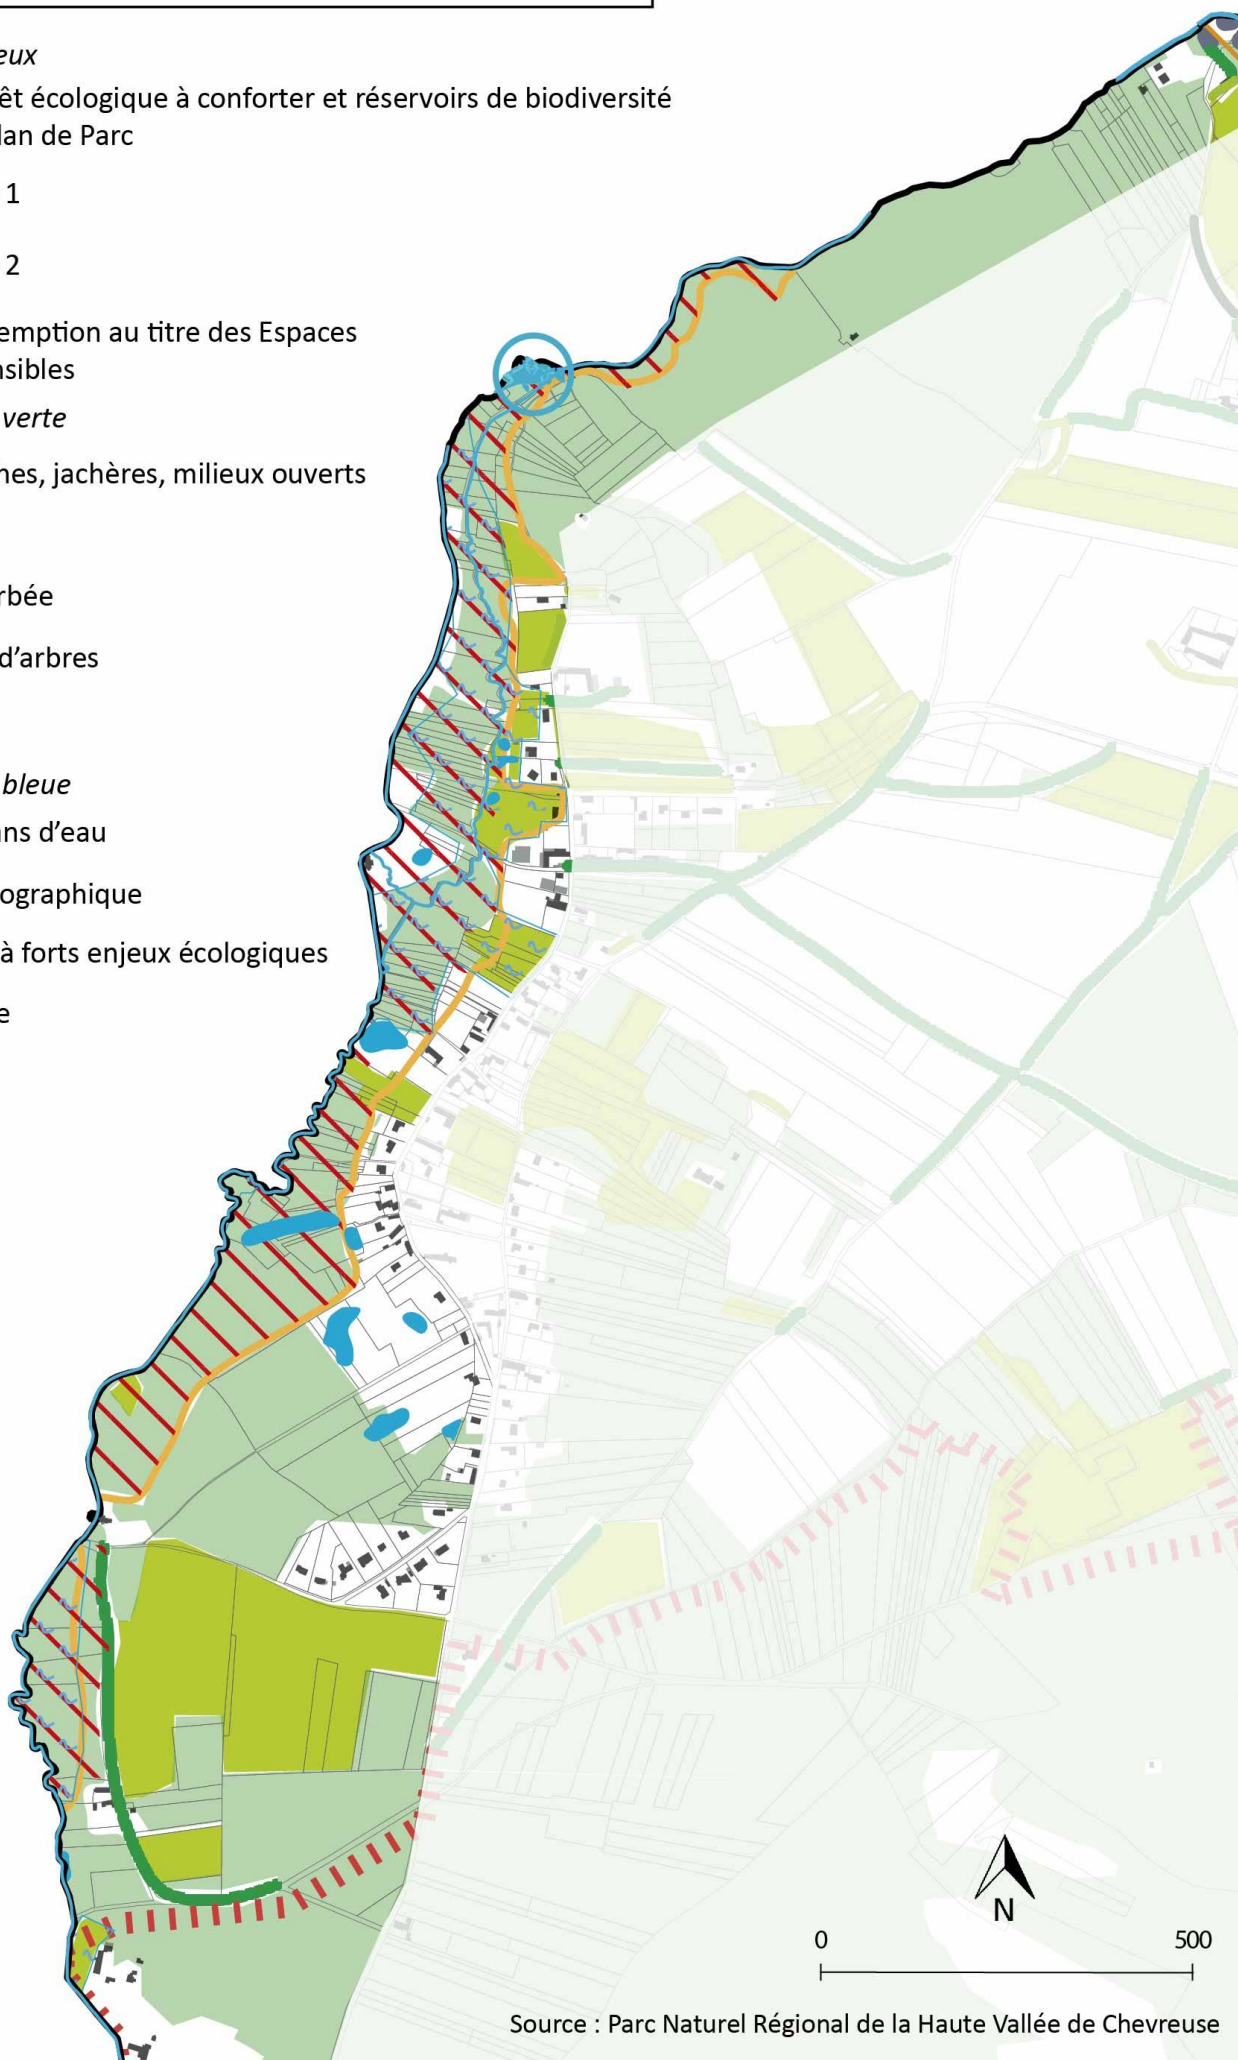 eux
êt écologique à conforter et réservoirs de biodiversité
lan de Parc
1
2
emption au titre des Espaces
nsibles
verte
hes, jachères, milieux ouverts
rbée
d’arbres
bleue
ans d’eau
ographique
à forts enjeux écologiques
e
N
0 500
Source : Parc Naturel Régional de la Haute Vallée de Chevreuse